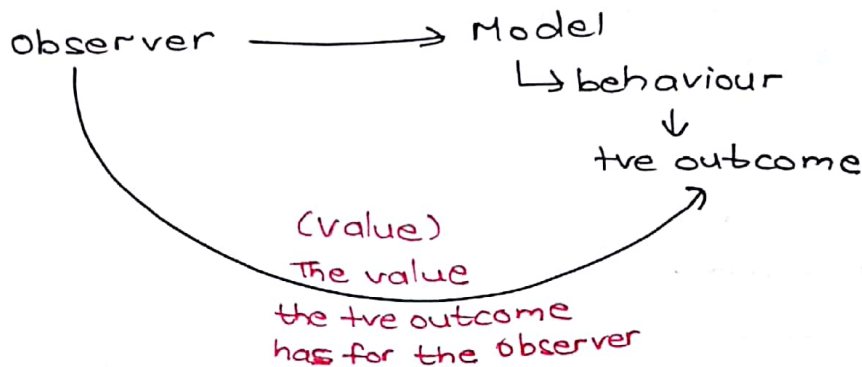 Observer → Model
↳ behaviour
↓
+ve outcome
(value)
The value
the +ve outcome
has for the observer